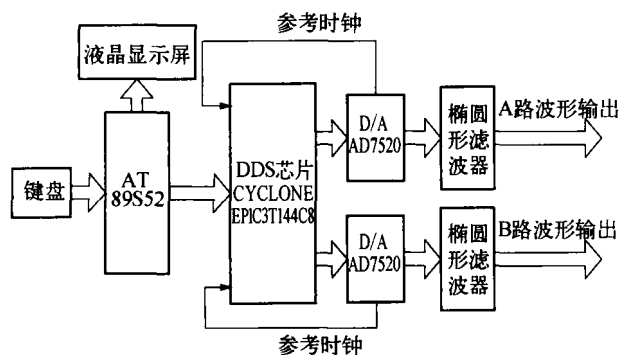 参考时钟
液晶显示屏
键盘
AT
89S52
DDS芯片
CYCLONE
EPIC3T144C8
D/A
AD7520
椭圆
形滤
波器
A路波形输出
D/A
AD7520
椭圆
形滤
波器
B路波形输出
参考时钟